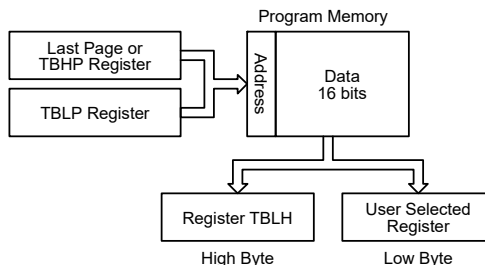 Program Memory
Last Page or
TBHP Register
TBLP Register
Address
Data
16 bits
Register TBLH
User Selected
Register
High Byte
Low Byte